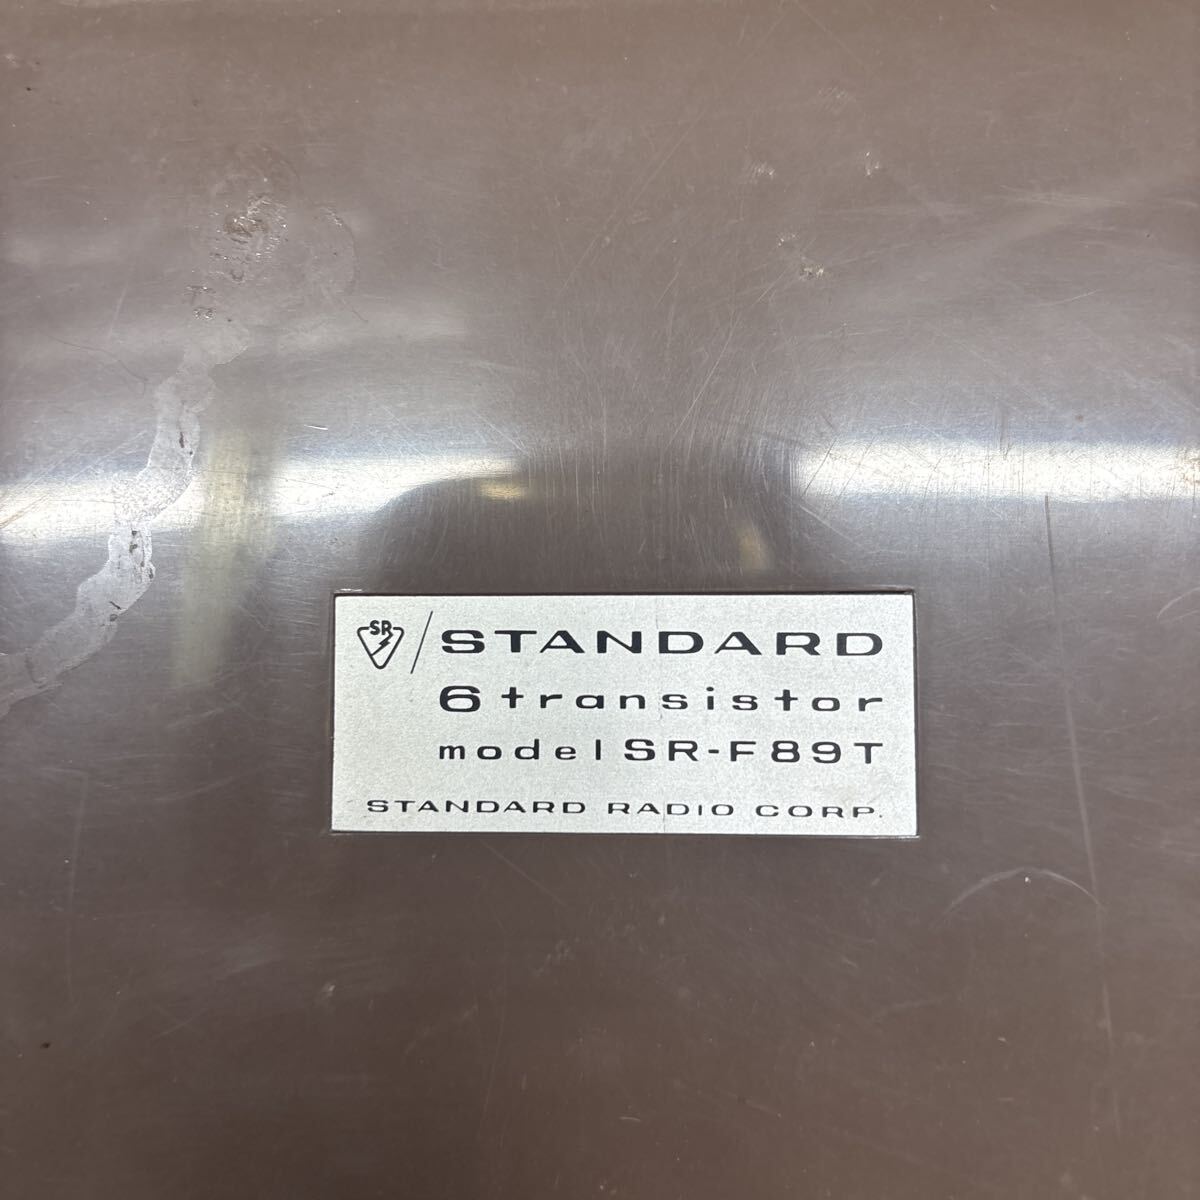 SR / STANDARD
6 transistor
model SR-F89T
STANDARD RADIO CORP.